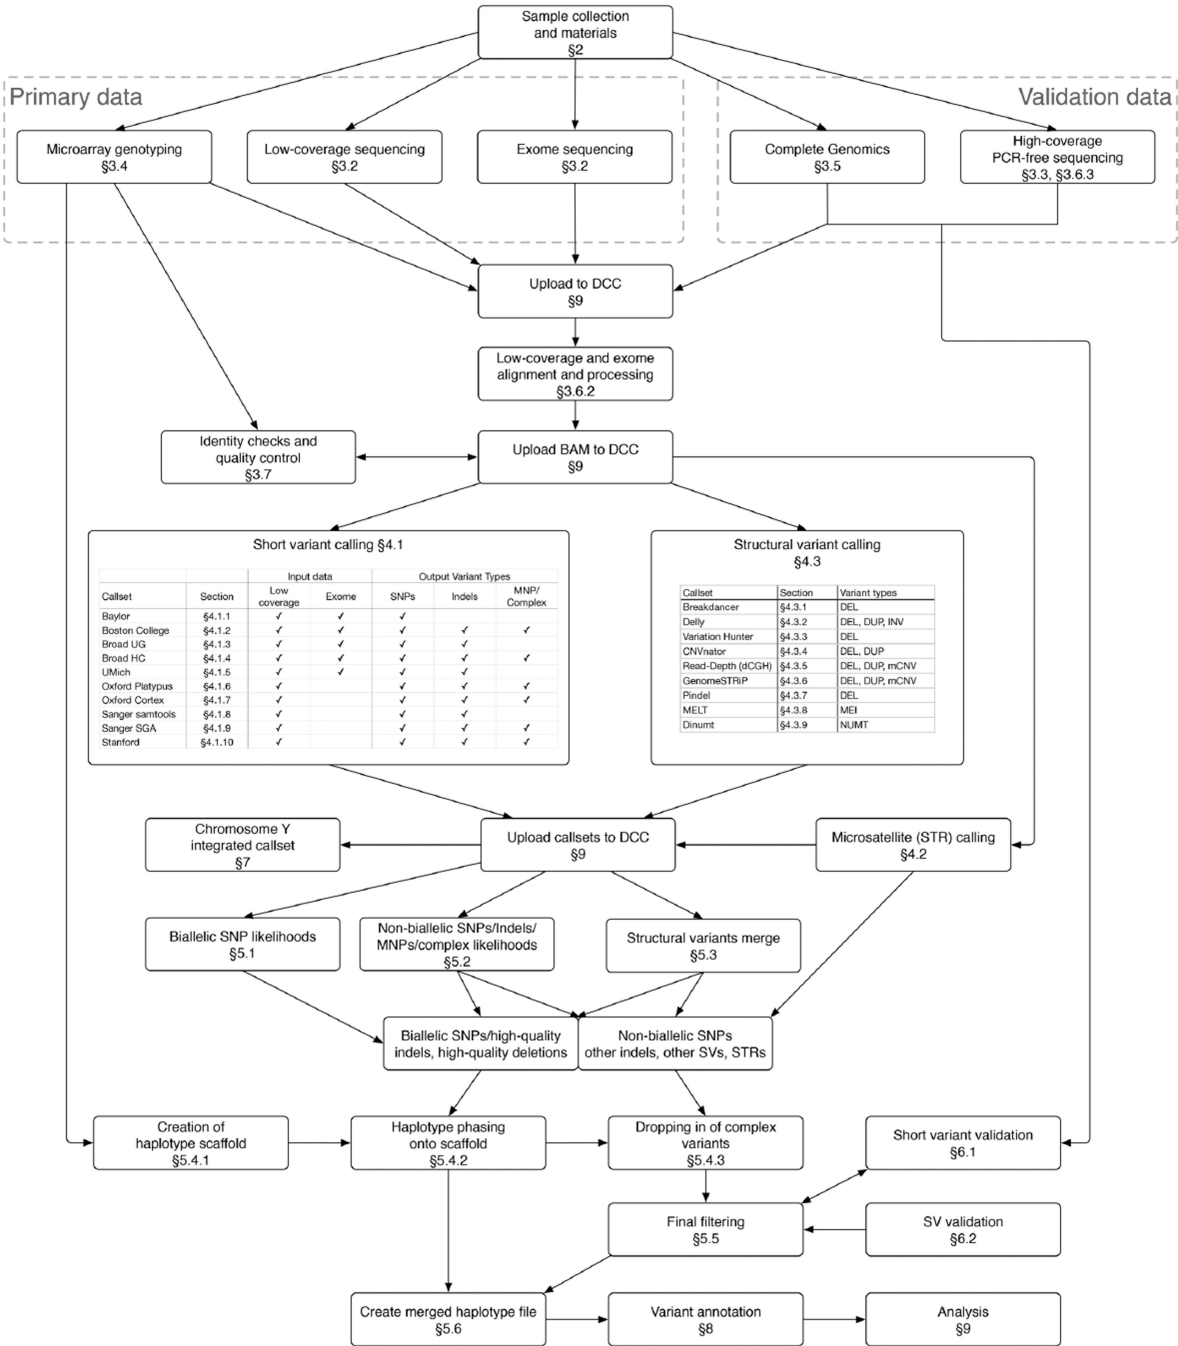 Sample collection
and materials
§2
Primary data
Validation data
Microarray genotyping
§3.4
Low-coverage sequencing
§3.2
Exome sequencing
§3.2
Complete Genomics
§3.5
High-coverage
PCR-free sequencing
§3.3, §3.6.3
Upload to DCC
§9
Low-coverage and exome
alignment and processing
§3.6.2
Identity checks and
quality control
§3.7
Upload BAM to DCC
§9
Short variant calling §4.1
Input data Output Variant Types
Callset Section Low coverage Exome SNPs Indels MNP/ Complex
Baylor §4.1.1 ✓ ✓ ✓
Boston College §4.1.2 ✓ ✓ ✓ ✓ ✓
Broad UG §4.1.3 ✓ ✓ ✓ ✓
Broad HC §4.1.4 ✓ ✓ ✓ ✓ ✓
UMich §4.1.5 ✓ ✓ ✓ ✓
Oxford Platypus §4.1.6 ✓ ✓ ✓ ✓
Oxford Cortex §4.1.7 ✓ ✓ ✓ ✓
Sanger samtools §4.1.8 ✓ ✓ ✓
Sanger SGA §4.1.9 ✓ ✓ ✓ ✓
Stanford §4.1.10 ✓ ✓ ✓ ✓
Structural variant calling
§4.3
Callset Section Variant types
Breakdancer §4.3.1 DEL
Delly §4.3.2 DEL, DUP, INV
Variation Hunter §4.3.3 DEL
CNVnator §4.3.4 DEL, DUP
Read-Depth (dCGH) §4.3.5 DEL, DUP, mCNV
GenomeSTRiP §4.3.6 DEL, DUP, mCNV
Pindel §4.3.7 DEL
MELT §4.3.8 MEI
Dinumt §4.3.9 NUMT
Chromosome Y
integrated callset
§7
Upload callsets to DCC
§9
Microsatellite (STR) calling
§4.2
Biallelic SNP likelihoods
§5.1
Non-biallelic SNPs/Indels/
MNPs/complex likelihoods
§5.2
Structural variants merge
§5.3
Biallelic SNPs/high-quality
indels, high-quality deletions
Non-biallelic SNPs
other indels, other SVs, STRs
Creation of
haplotype scaffold
§5.4.1
Haplotype phasing
onto scaffold
§5.4.2
Dropping in of complex
variants
§5.4.3
Short variant validation
§6.1
Final filtering
§5.5
SV validation
§6.2
Create merged haplotype file
§5.6
Variant annotation
§8
Analysis
§9